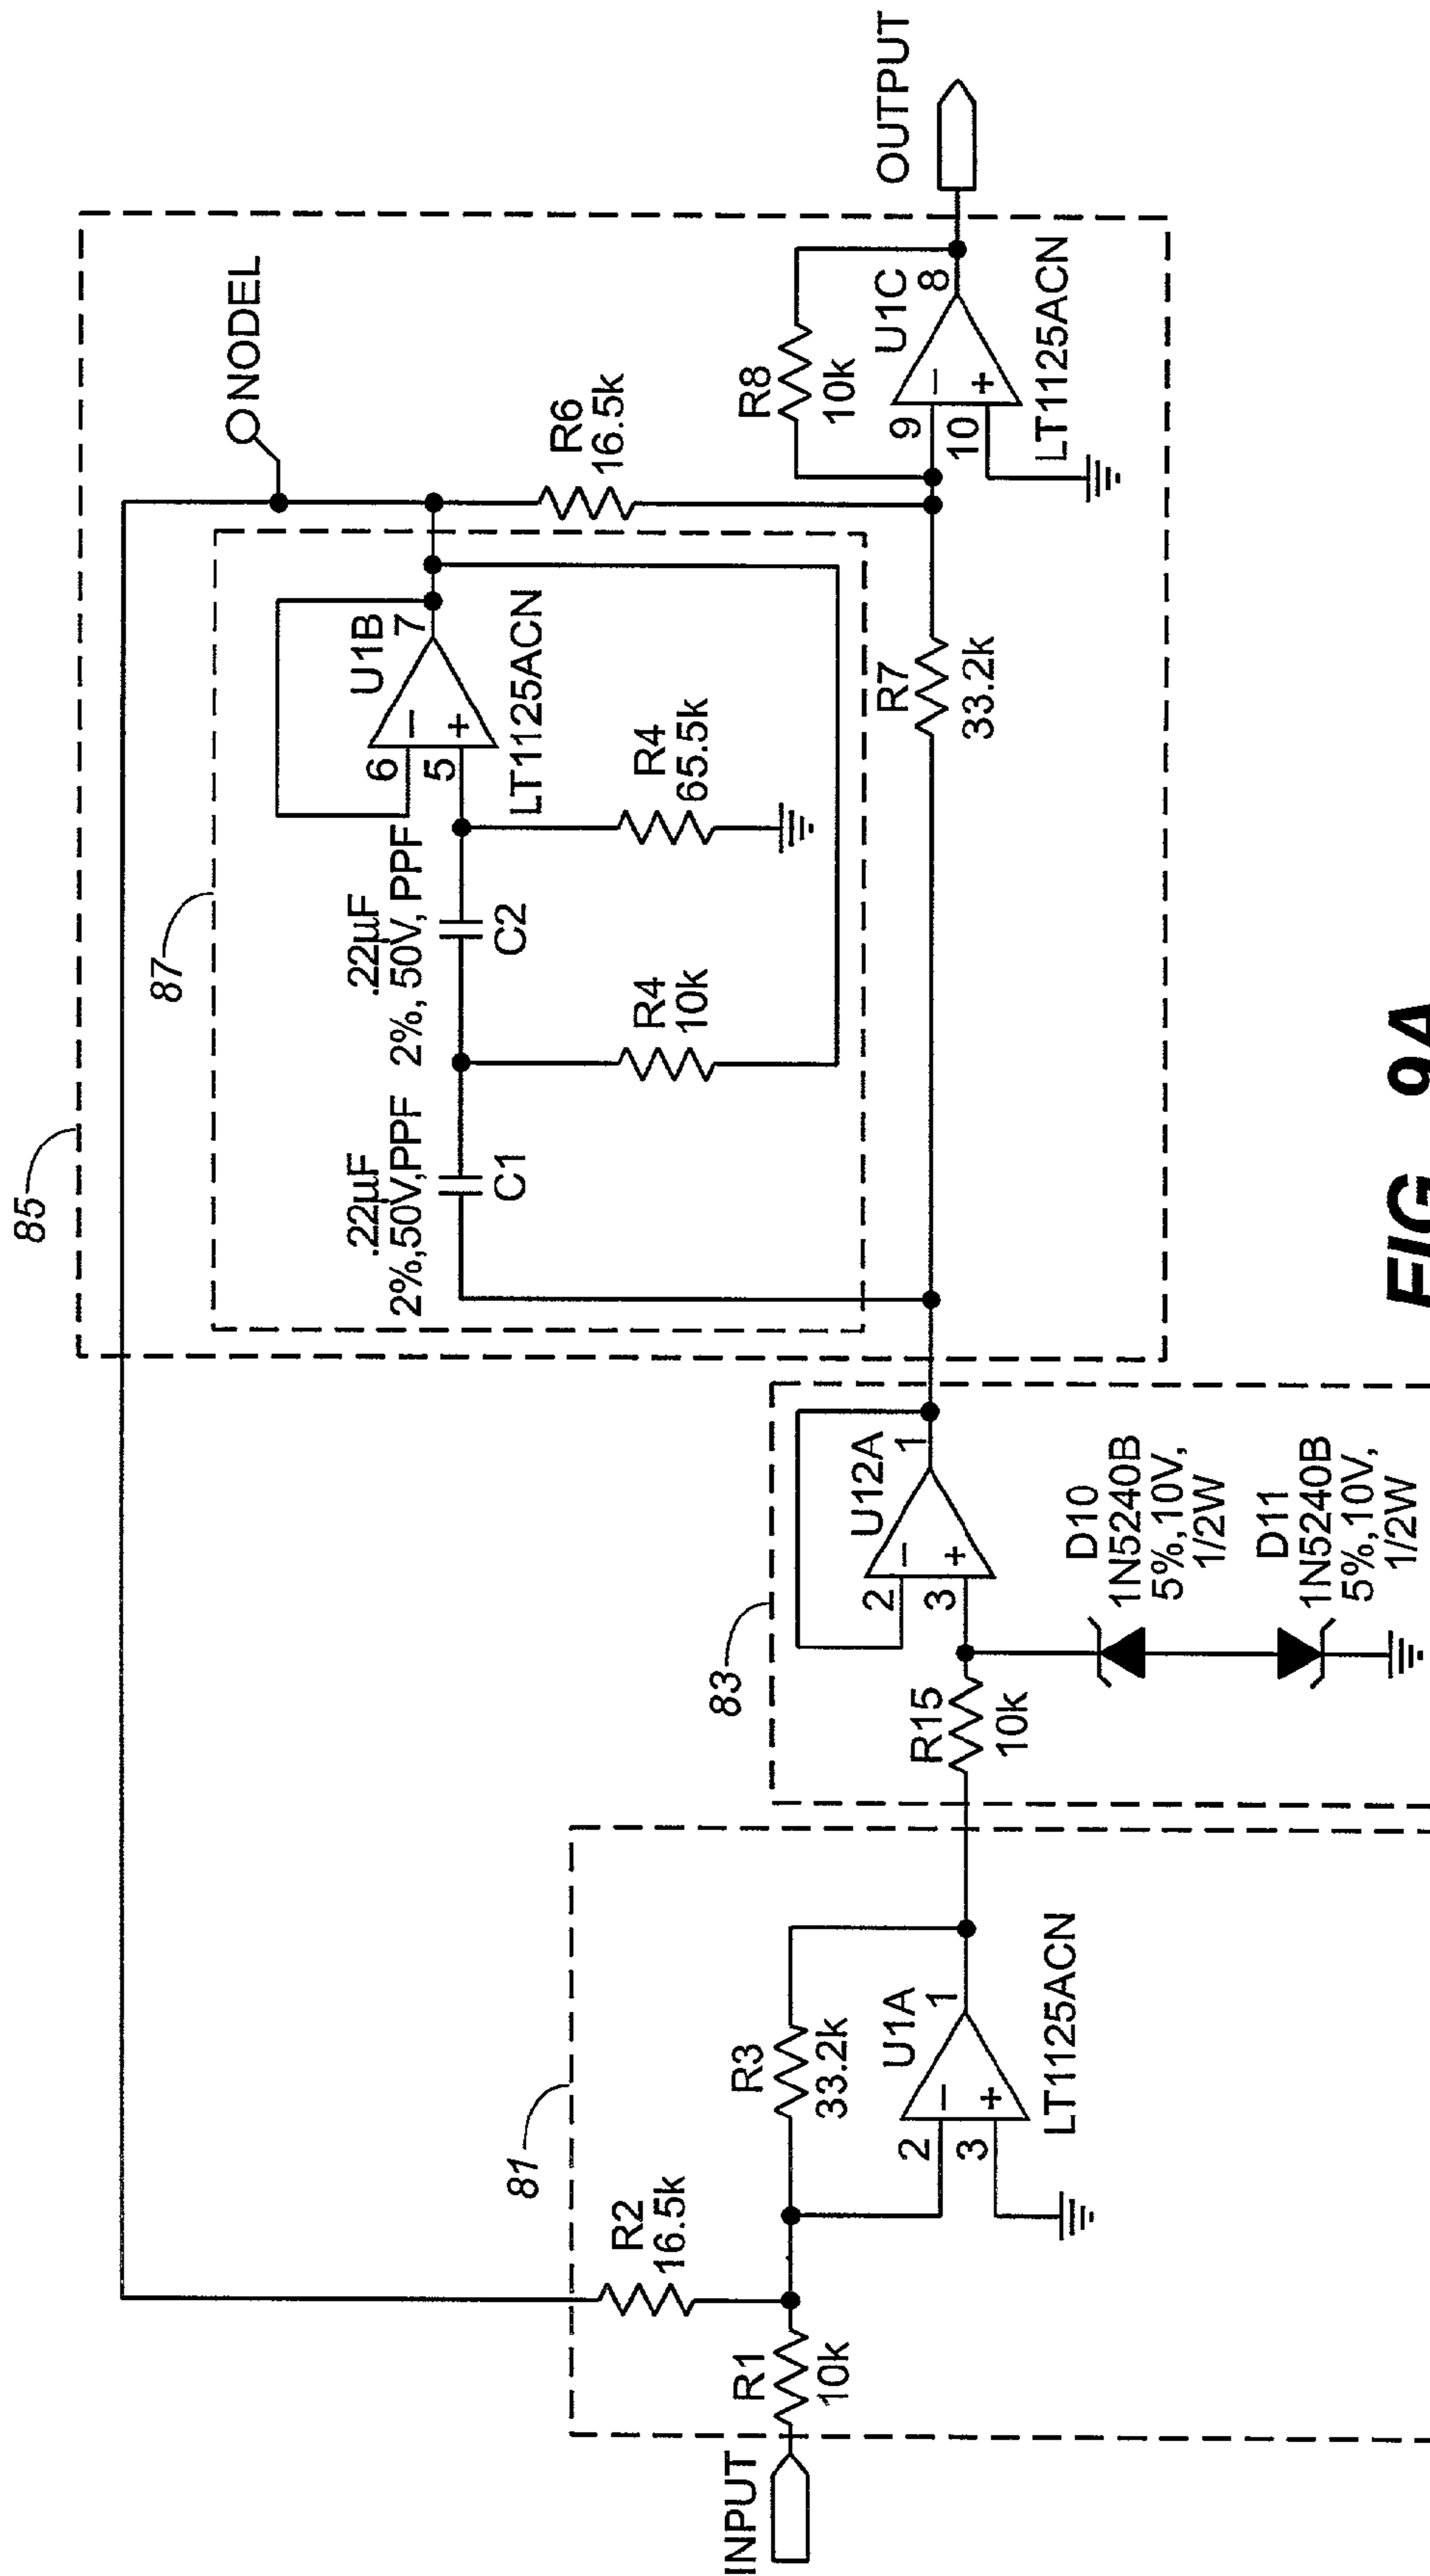 85
87
NODEL
.22µF
2%,50V,PPF
C1
.22µF
2%, 50V, PPF
C2
R4
10k
R4
65.5k
6
5
7
−
+
U1B
LT1125ACN
R6
16.5k
R7
33.2k
R8
10k
9
10
8
−
+
U1C
LT1125ACN
OUTPUT
83
R15
10k
2
3
1
−
+
U12A
D10
1N5240B
5%,10V,
1/2W
D11
1N5240B
5%,10V,
1/2W
81
INPUT
R1
10k
R2
16.5k
R3
33.2k
2
3
1
−
+
U1A
LT1125ACN
FIG_9A